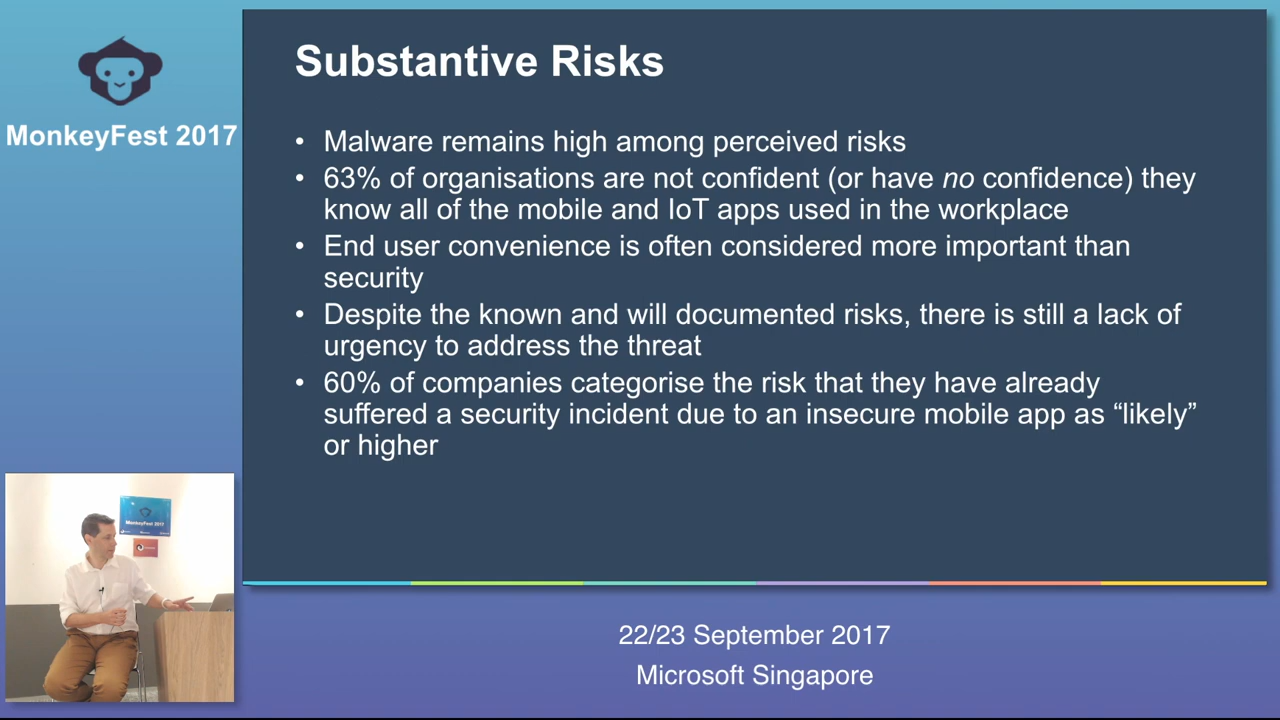 MonkeyFest 2017
Substantive Risks
• Malware remains high among perceived risks
• 63% of organisations are not confident (or have no confidence) they
know all of the mobile and IoT apps used in the workplace
• End user convenience is often considered more important than
security
• Despite the known and will documented risks, there is still a lack of
urgency to address the threat
• 60% of companies categorise the risk that they have already
suffered a security incident due to an insecure mobile app as “likely”
or higher
MonkeyFest 2017
22/23 September 2017
Microsoft Singapore